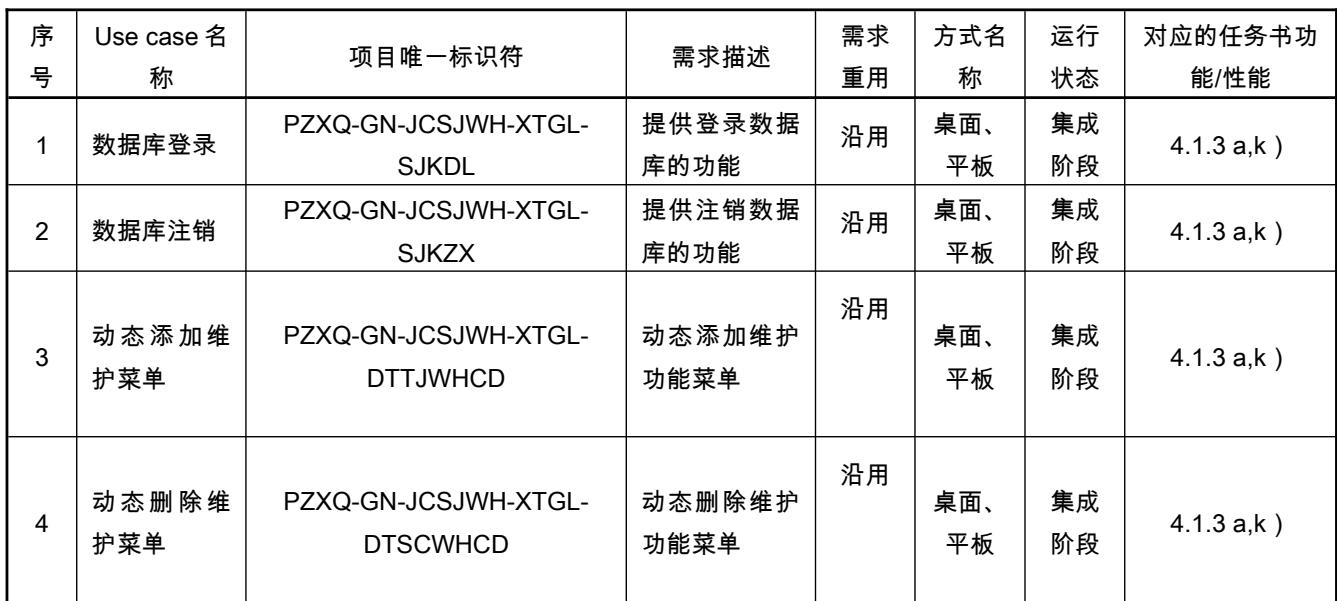 序 Use case 名 项目唯一标识符 需求描述 需求 方式名 运行 对应的任务书功
号 称 重用 称 状态 能/性能
1 数据库登录 PZXQ-GN-JCSJWH-XTGL- 提供登录数据 沿用 桌面、 集成 4.1.3 a,k )
SJKDL 库的功能 平板 阶段
2 数据库注销 PZXQ-GN-JCSJWH-XTGL- 提供注销数据 沿用 桌面、 集成 4.1.3 a,k )
SJKZX 库的功能 平板 阶段
3 动态添加维 PZXQ-GN-JCSJWH-XTGL- 动态添加维护 沿用 桌面、 集成 4.1.3 a,k )
护菜单 DTTJWHCD 功能菜单 平板 阶段
4 动态删除维 PZXQ-GN-JCSJWH-XTGL- 动态删除维护 沿用 桌面、 集成 4.1.3 a,k )
护菜单 DTSCWHCD 功能菜单 平板 阶段